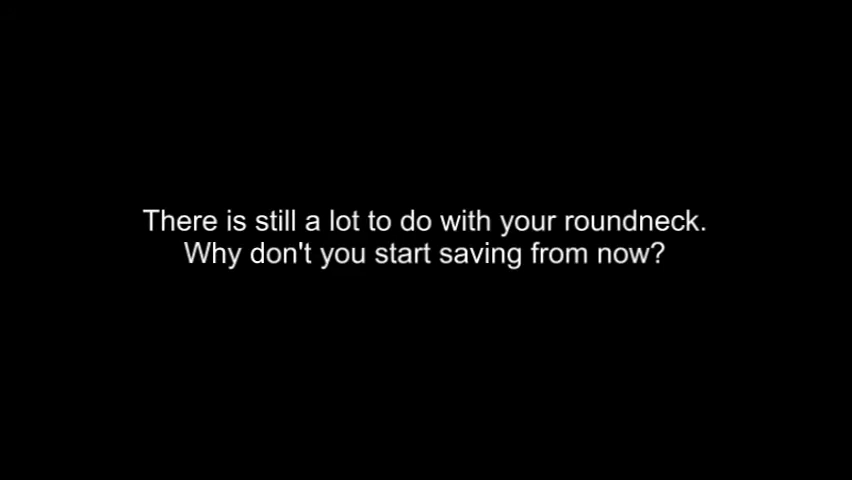 There is still a lot to do with your roundneck.
Why don't you start saving from now?